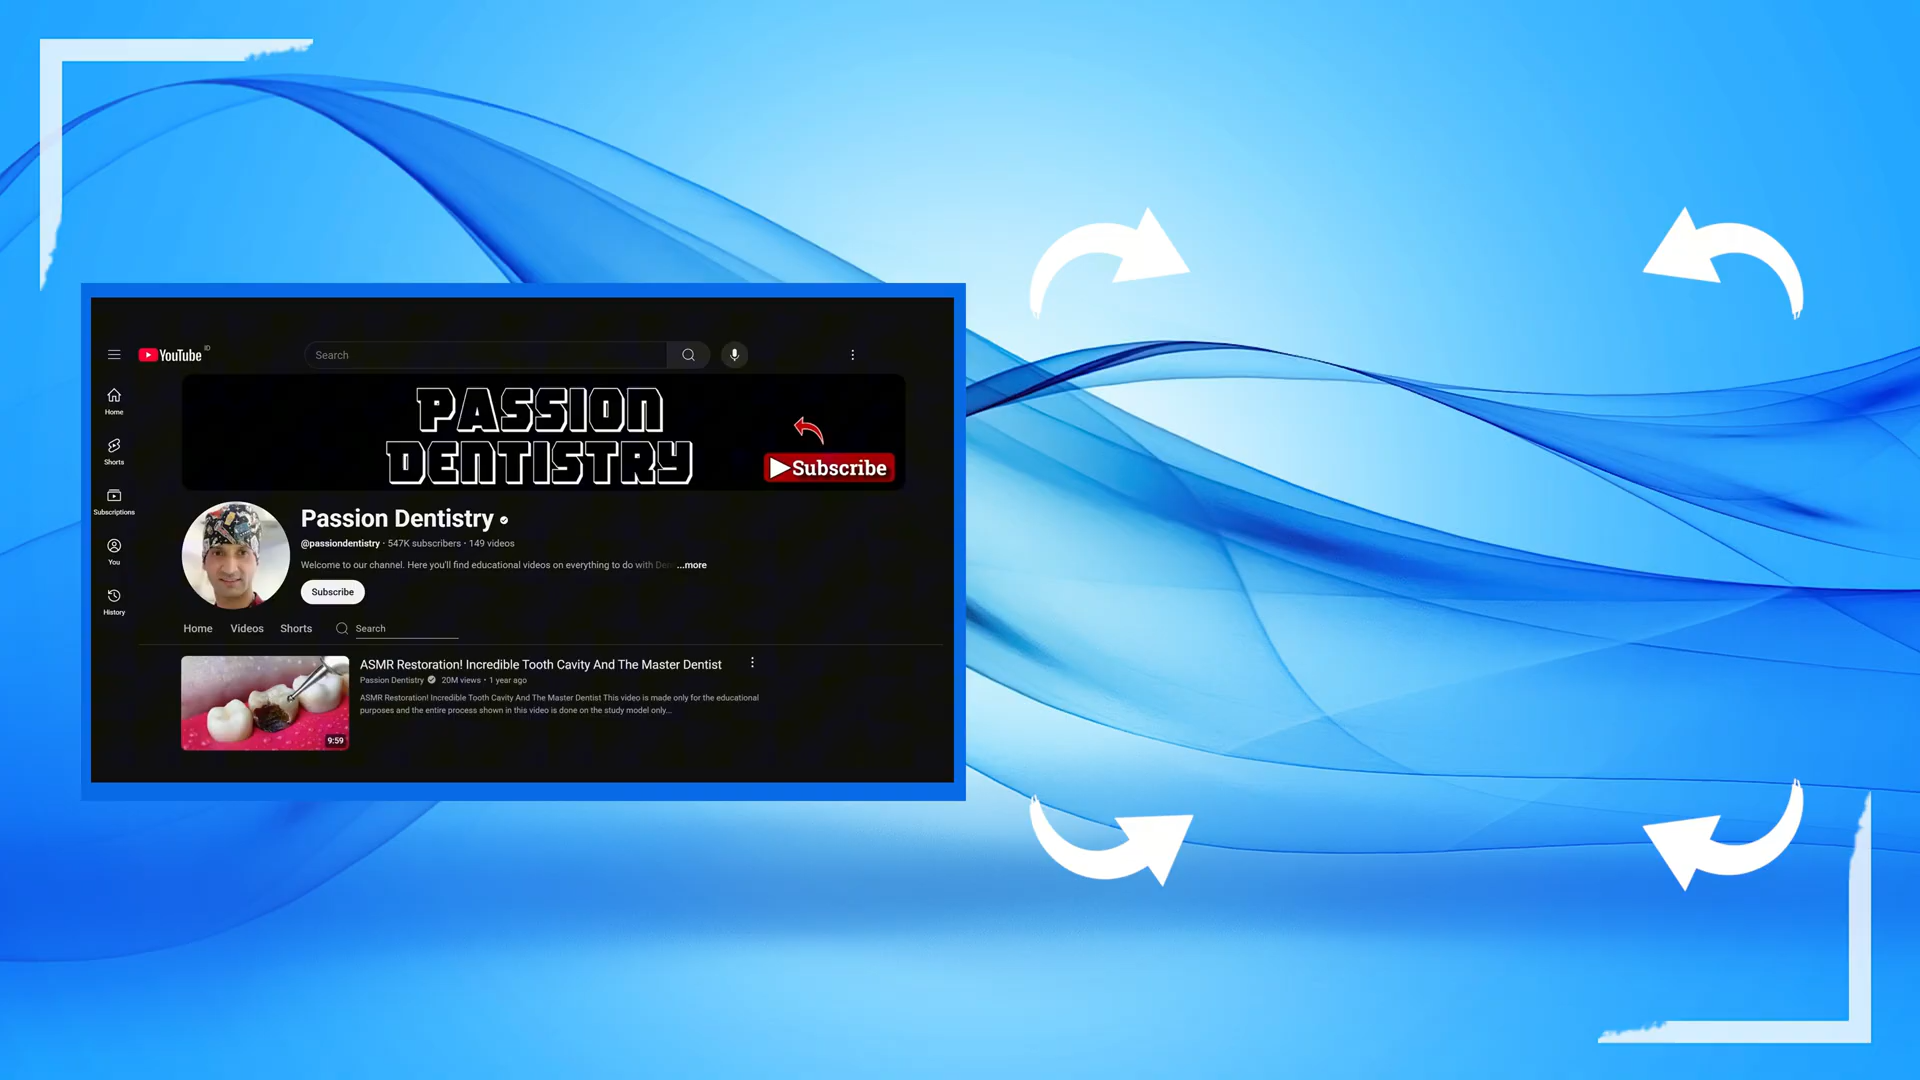 YouTube ID
Search
PASSION
DENTISTRY
Subscribe
Home
Shorts
Subscriptions
You
History
Passion Dentistry
@passiondentistry · 547K subscribers · 149 videos
Welcome to our channel. Here you'll find educational videos on everything to do with Den ...more
Subscribe
Home Videos Shorts Search
ASMR Restoration! Incredible Tooth Cavity And The Master Dentist
Passion Dentistry 20M views • 1 year ago
ASMR Restoration! Incredible Tooth Cavity And The Master Dentist This video is made only for the educational
purposes and the entire process shown in this video is done on the study model only...
9:59